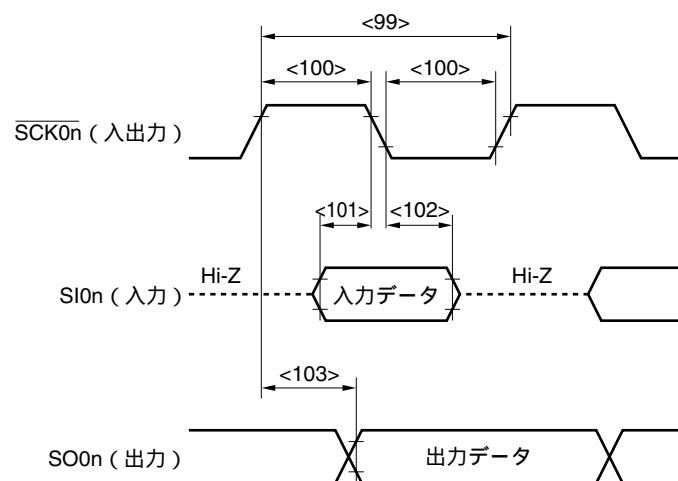 <99>
<100> <100>
SCK0n（入出力）
<101> <102>
Hi-Z Hi-Z
SI0n（入力） 入力データ
<103>
SO0n（出力） 出力データ